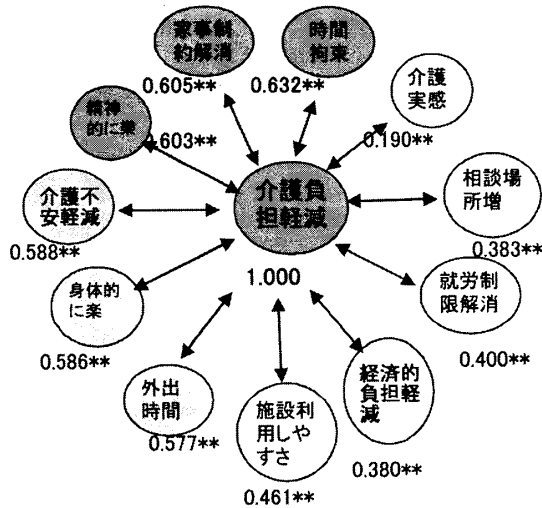 家事制
約解消
0.605**
時間
拘束
0.632**
介護
実感
0.190**
精神
的に楽
0.603**
介護負
担軽減
1.000
相談場
所増
0.383**
介護不
安軽減
0.588**
就労制
限解消
0.400**
身体的
に楽
0.586**
経済的
負担軽
減
0.380**
外出
時間
0.577**
施設利
用しや
すさ
0.461**